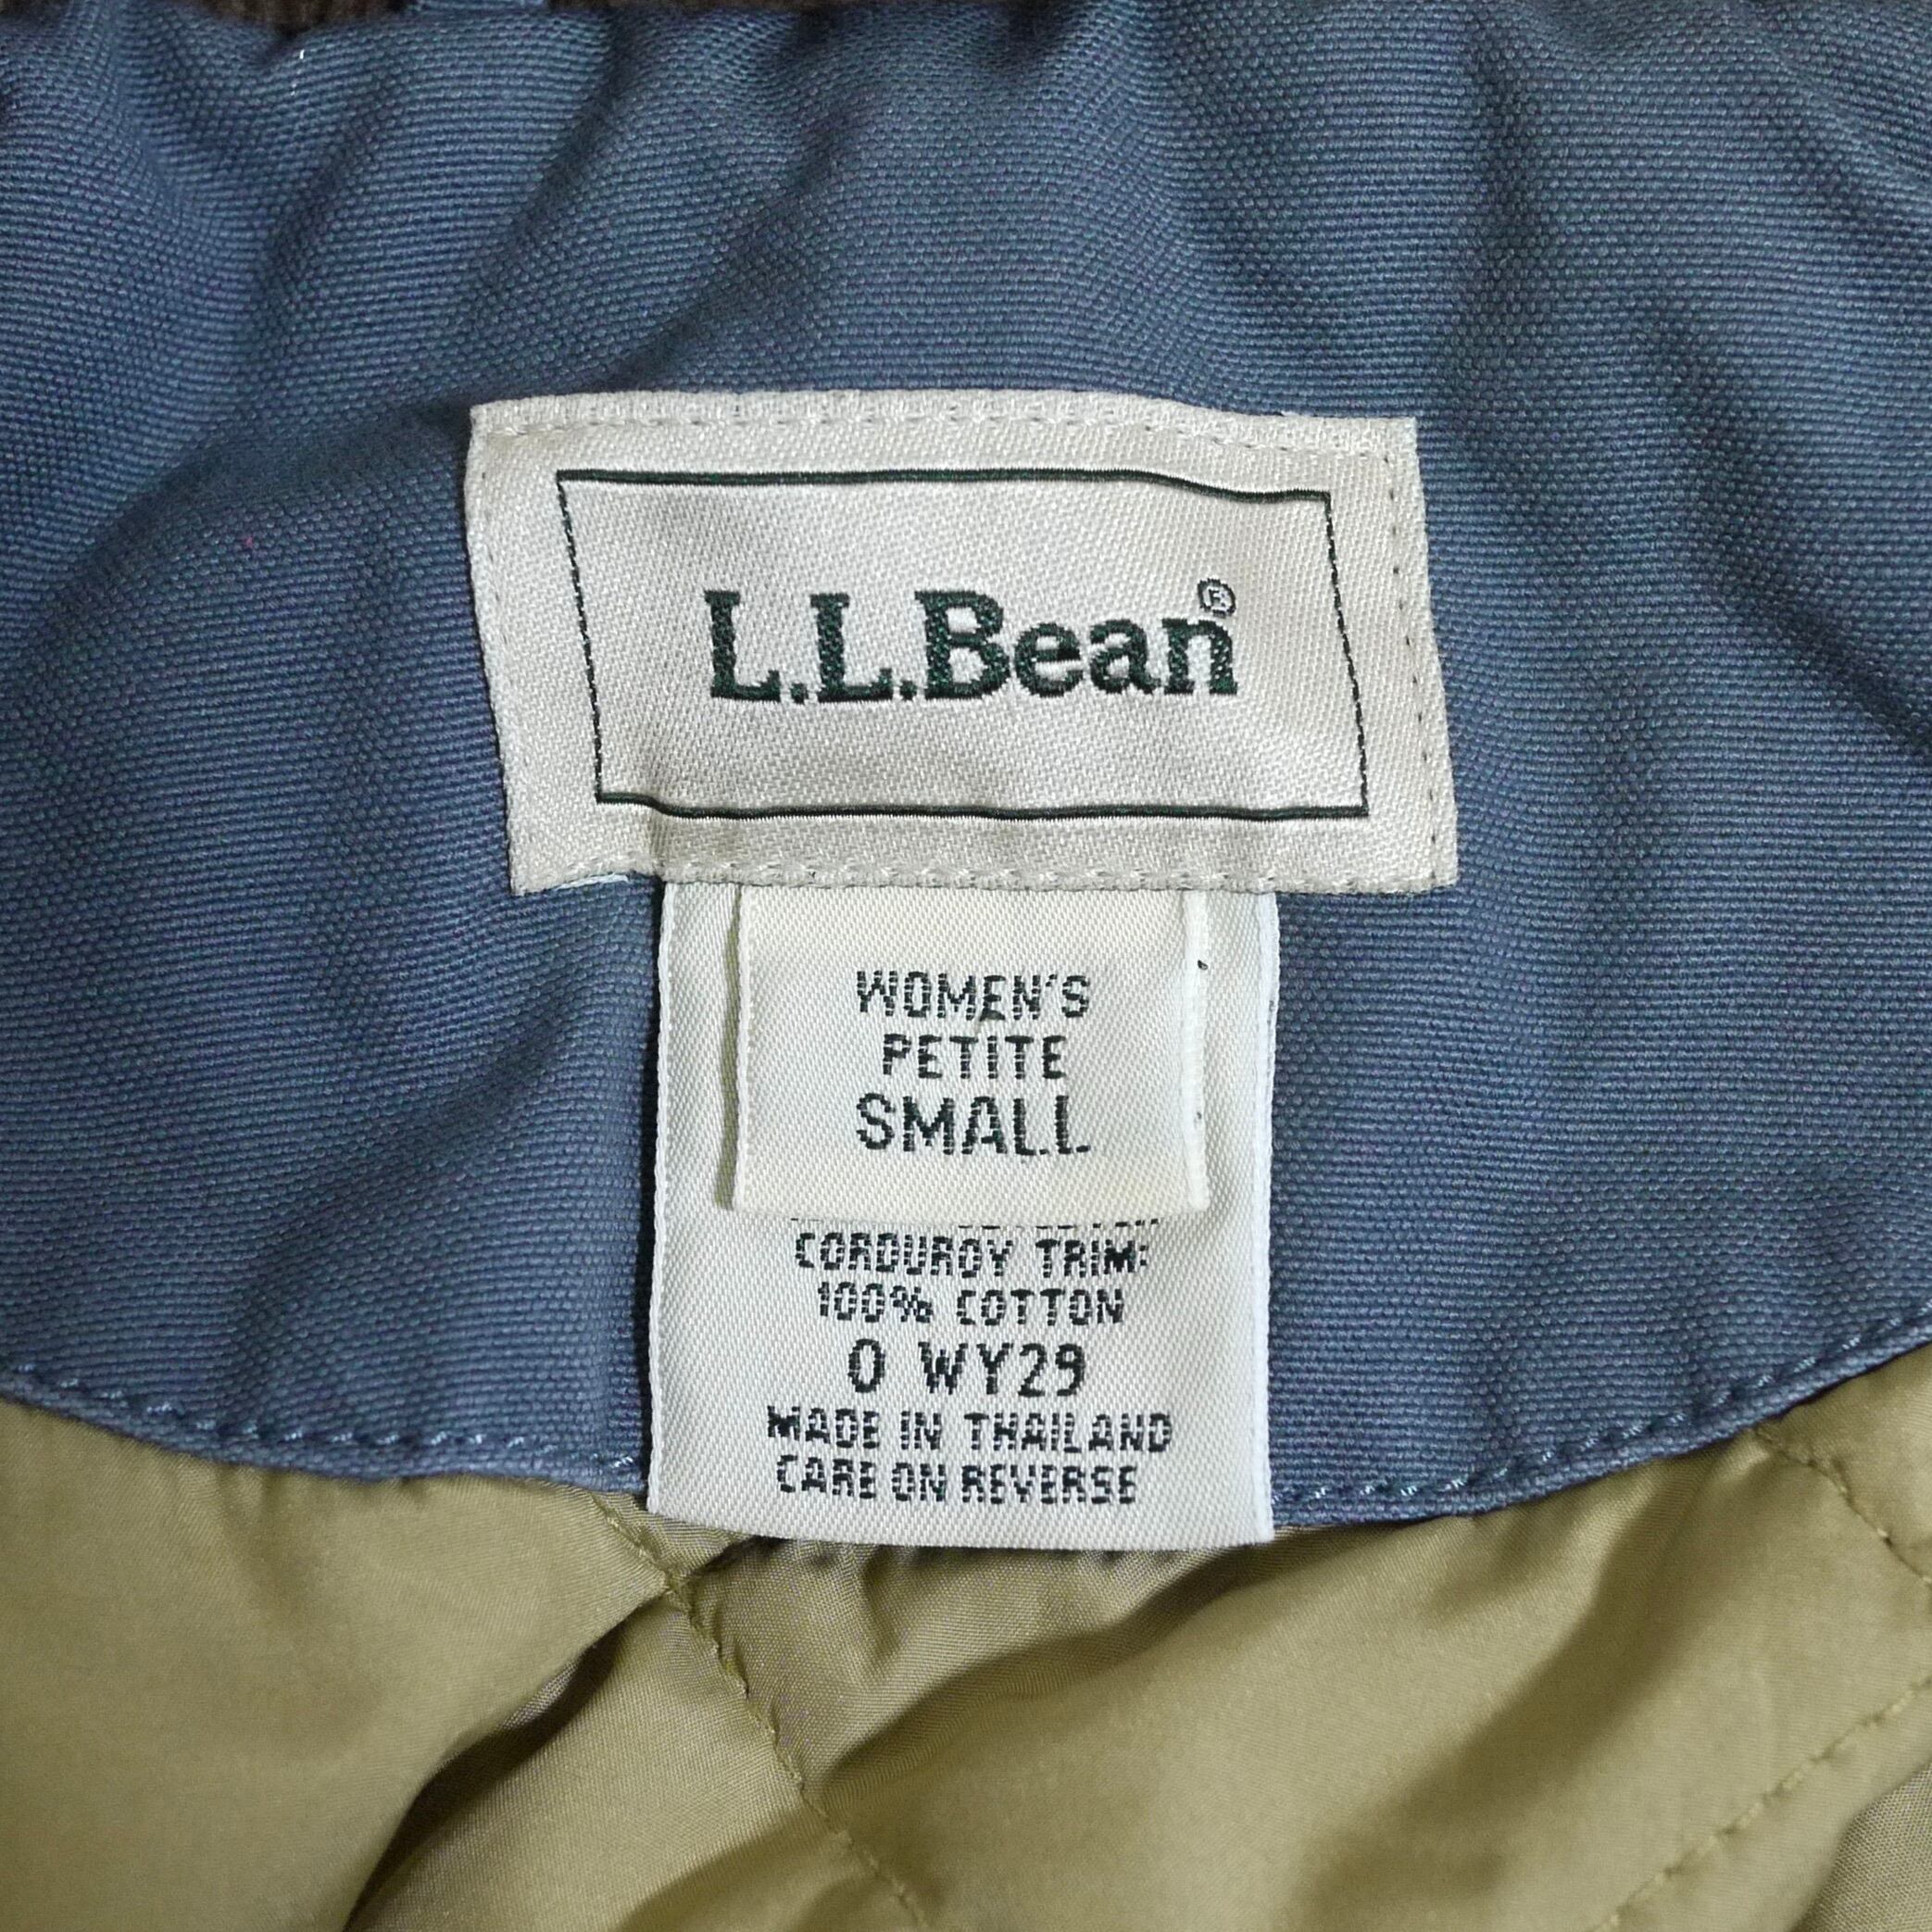 L.L.Bean®
WOMEN'S
PETITE
SMALL
CORDUROY TRIM:
100% COTTON
0 WY29
MADE IN THAILAND
CARE ON REVERSE